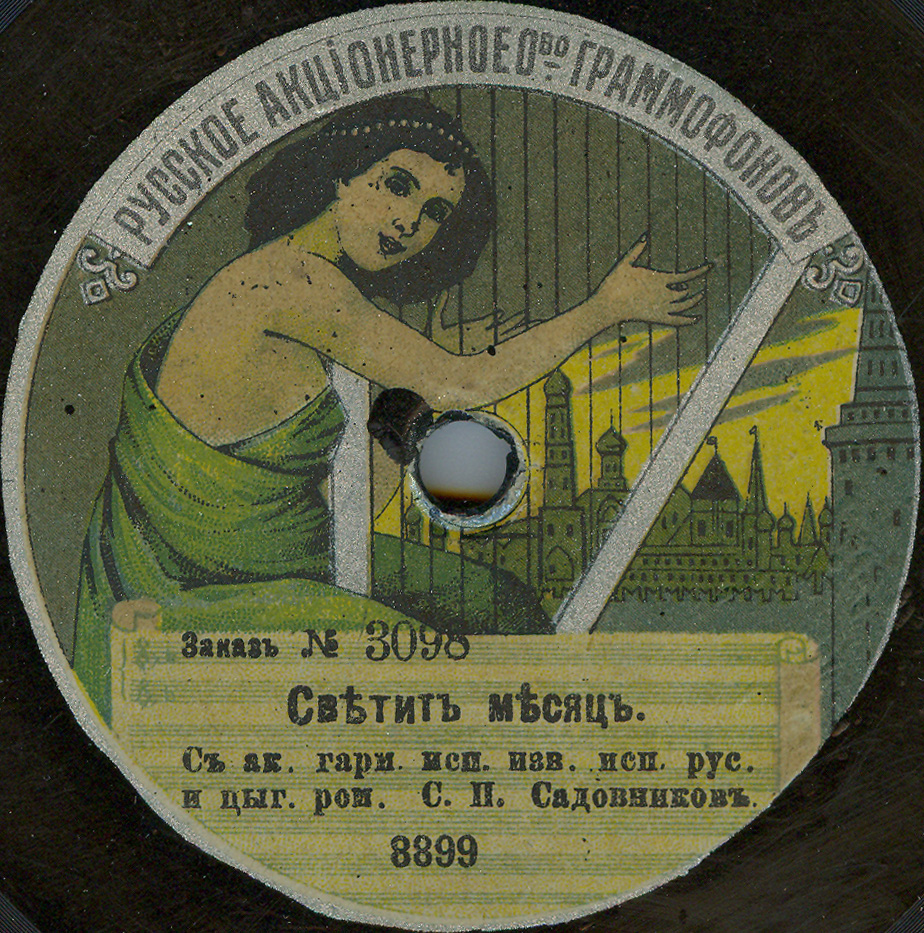 РУССКОЕ АКЦІОНЕРНОЕ О-во ГРАММОФОНОВЪ
Заказъ № 3098
Свѣтитъ мѣсяцъ.
Съ ак. гарм. исп. изв. исп. рус.
и цыг. ром. С. П. Садовниковъ.
8899